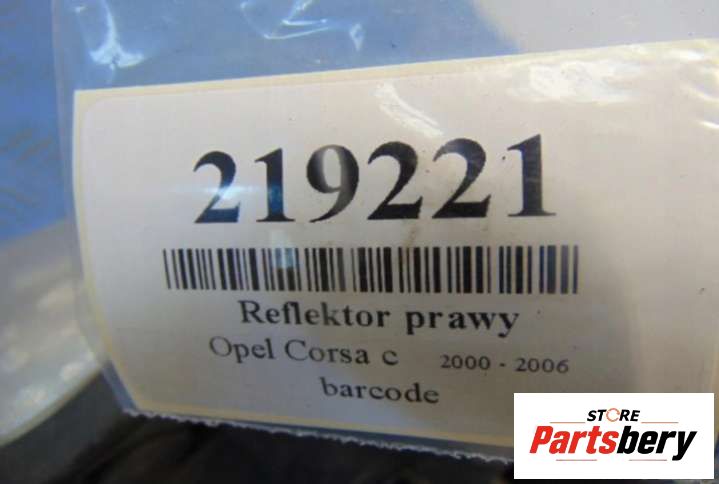 219221
Reflektor prawy
Opel Corsa c 2000 - 2006
barcode
STORE
Partsbery